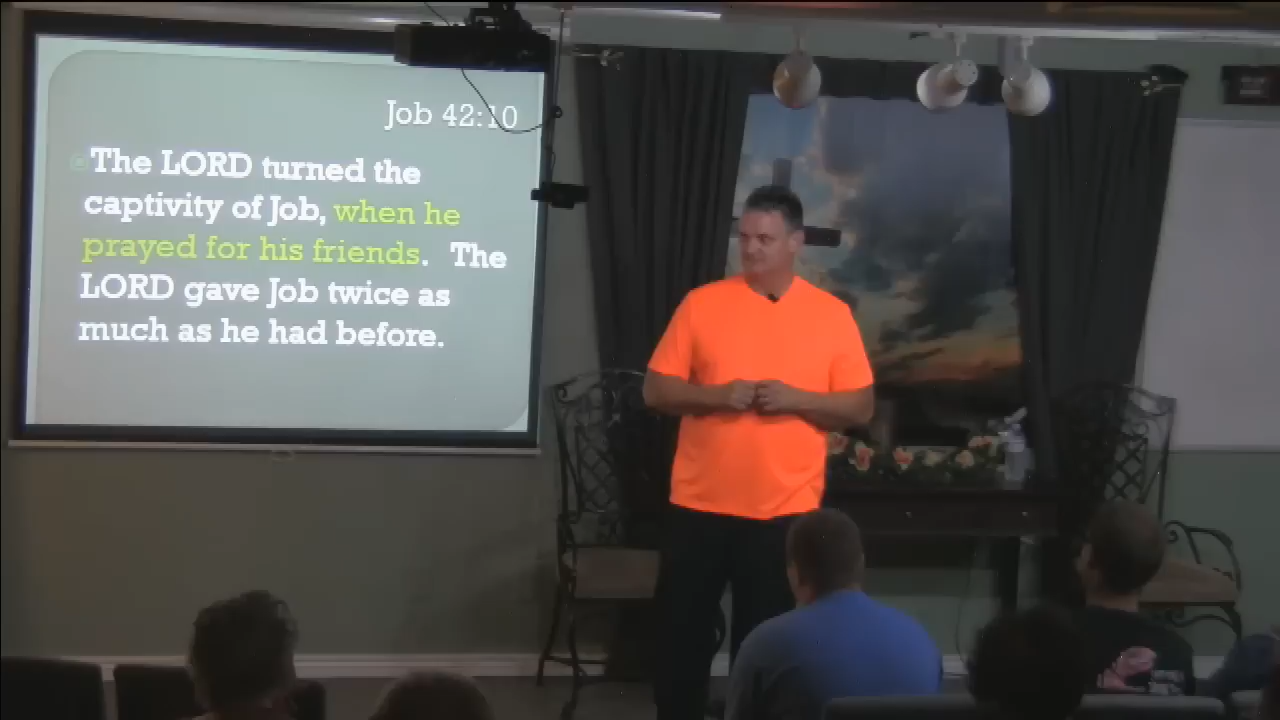 Job 42:10
The LORD turned the
captivity of Job, when he
prayed for his friends. The
LORD gave Job twice as
much as he had before.